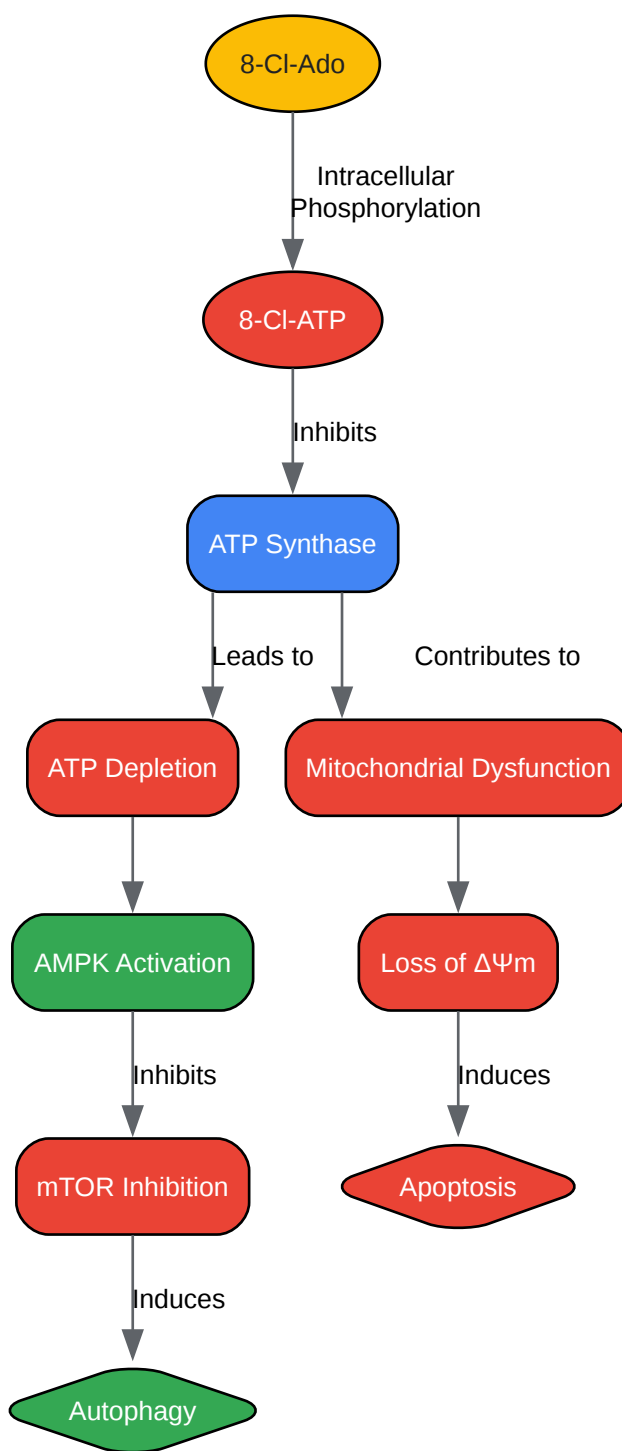 8-Cl-Ado
Intracellular
Phosphorylation
8-Cl-ATP
Inhibits
ATP Synthase
Leads to
Contributes to
ATP Depletion
Mitochondrial Dysfunction
AMPK Activation
Loss of ΔΨm
Inhibits
Induces
mTOR Inhibition
Apoptosis
Induces
Autophagy